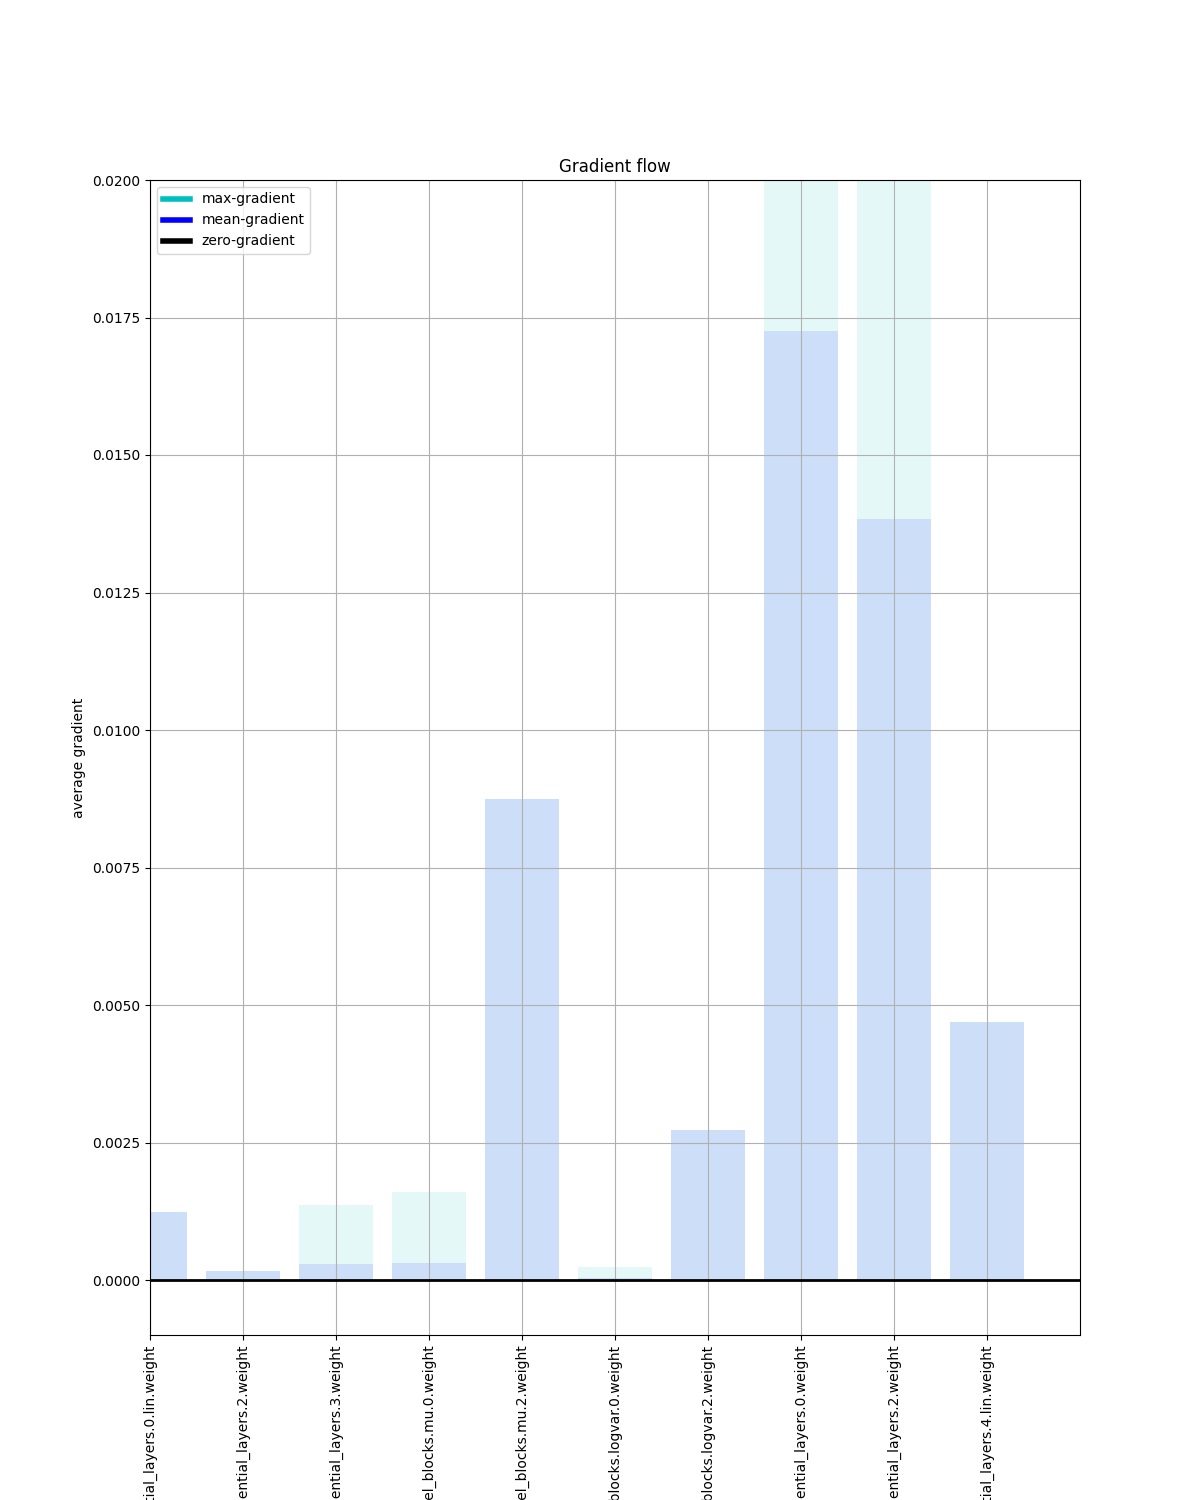 Gradient flow
max-gradient
mean-gradient
zero-gradient
0.0200
0.0175
0.0150
0.0125
0.0100
0.0075
0.0050
0.0025
0.0000
average gradient
tial_layers.0.lin.weight
ential_layers.2.weight
ential_layers.3.weight
el_blocks.mu.0.weight
el_blocks.mu.2.weight
blocks.logvar.0.weight
blocks.logvar.2.weight
ential_layers.0.weight
ential_layers.2.weight
tial_layers.4.lin.weight